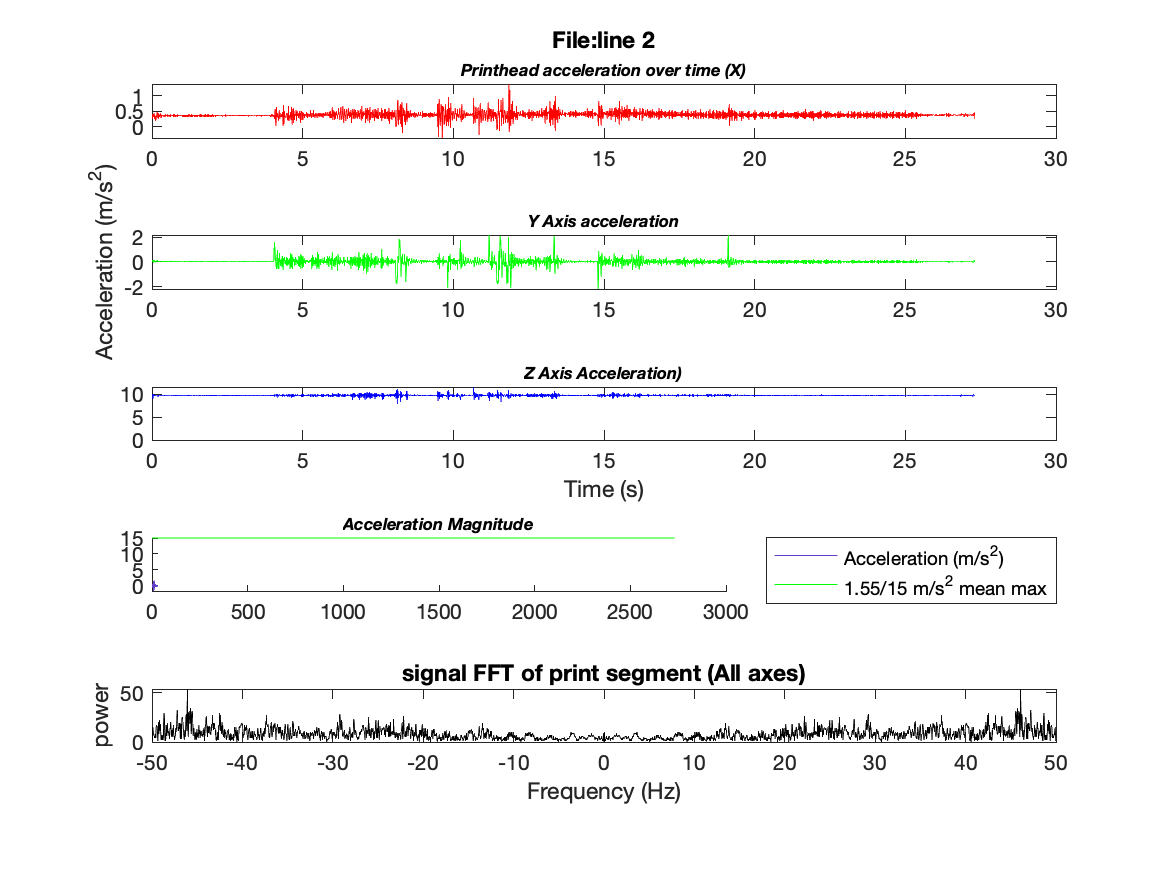 File:line 2
Printhead acceleration over time (X)
1
0.5
0
0 5 10 15 20 25 30
Acceleration (m/s²)
Y Axis acceleration
2
0
-2
0 5 10 15 20 25 30
Z Axis Acceleration)
10
5
0
0 5 10 15 20 25 30
Time (s)
Acceleration Magnitude
15
10
5
0
0 500 1000 1500 2000 2500 3000
Acceleration (m/s²)
1.55/15 m/s² mean max
signal FFT of print segment (All axes)
power
50
0
-50 -40 -30 -20 -10 0 10 20 30 40 50
Frequency (Hz)